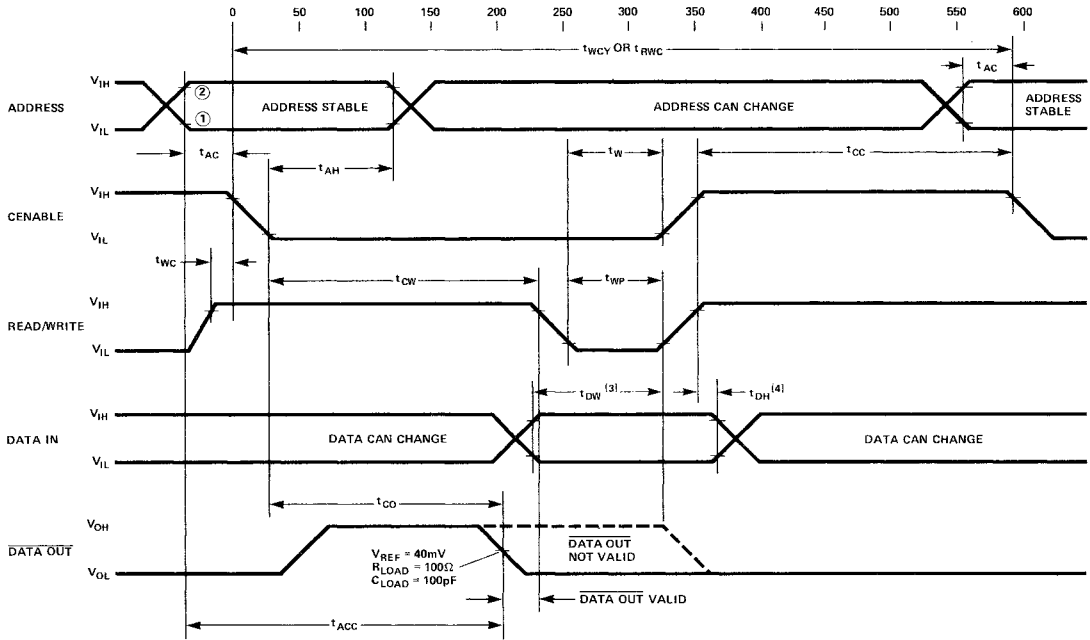 0 50 100 150 200 250 300 350 400 450 500 550 600
tWCY OR tRWC
tAC
VIH
ADDRESS
② 
①
ADDRESS STABLE
ADDRESS CAN CHANGE
ADDRESS
STABLE
VIL
tAC
tAH
tW
tCC
VIH
CENABLE
VIL
tWC
tCW
tWP
VIH
READ/WRITE
VIL
tDW(3)
tDH(4)
VIH
DATA IN
DATA CAN CHANGE
DATA CAN CHANGE
VIL
tCO
VOH
DATA OUT
VREF = 40mV
RLOAD = 100Ω
CLOAD = 100pF
DATA OUT
NOT VALID
VOL
DATA OUT VALID
tACC